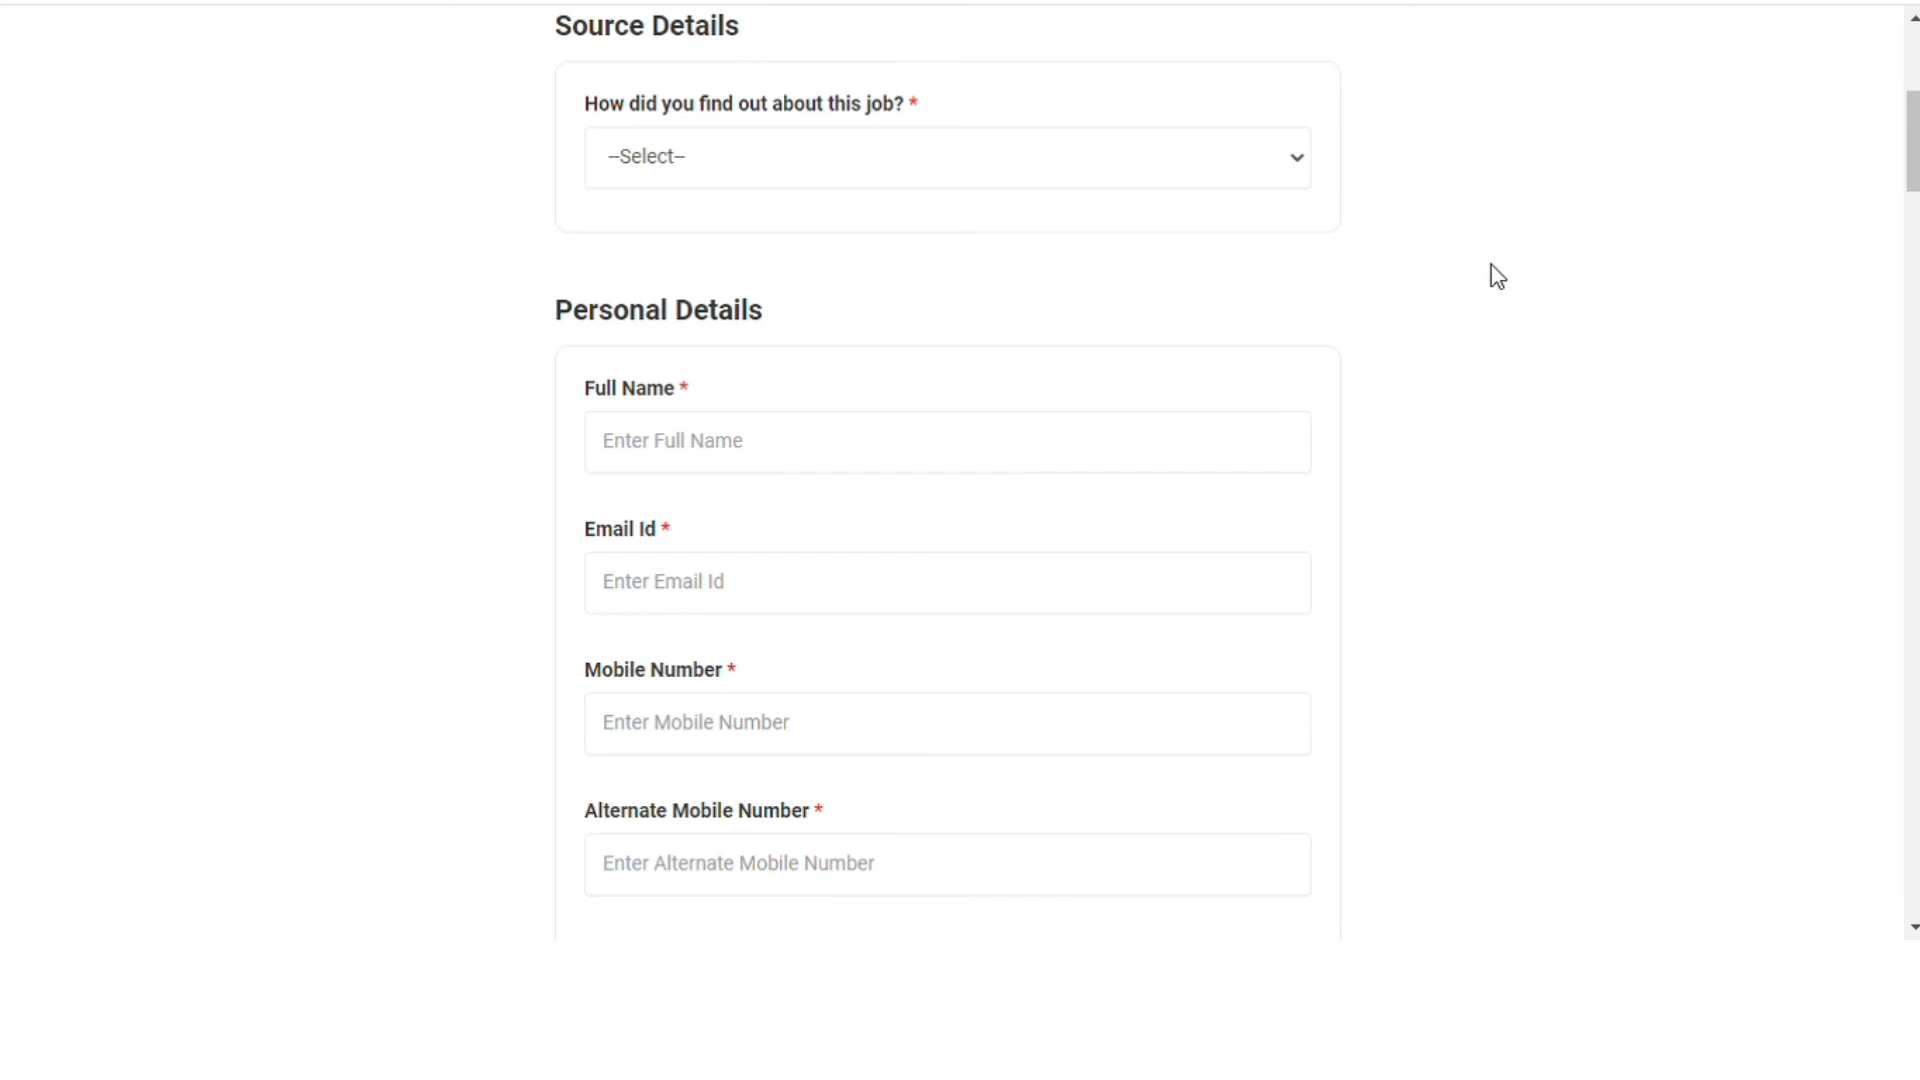 Source Details
How did you find out about this job? *
--Select--
Personal Details
Full Name *
Enter Full Name
Email Id *
Enter Email Id
Mobile Number *
Enter Mobile Number
Alternate Mobile Number *
Enter Alternate Mobile Number